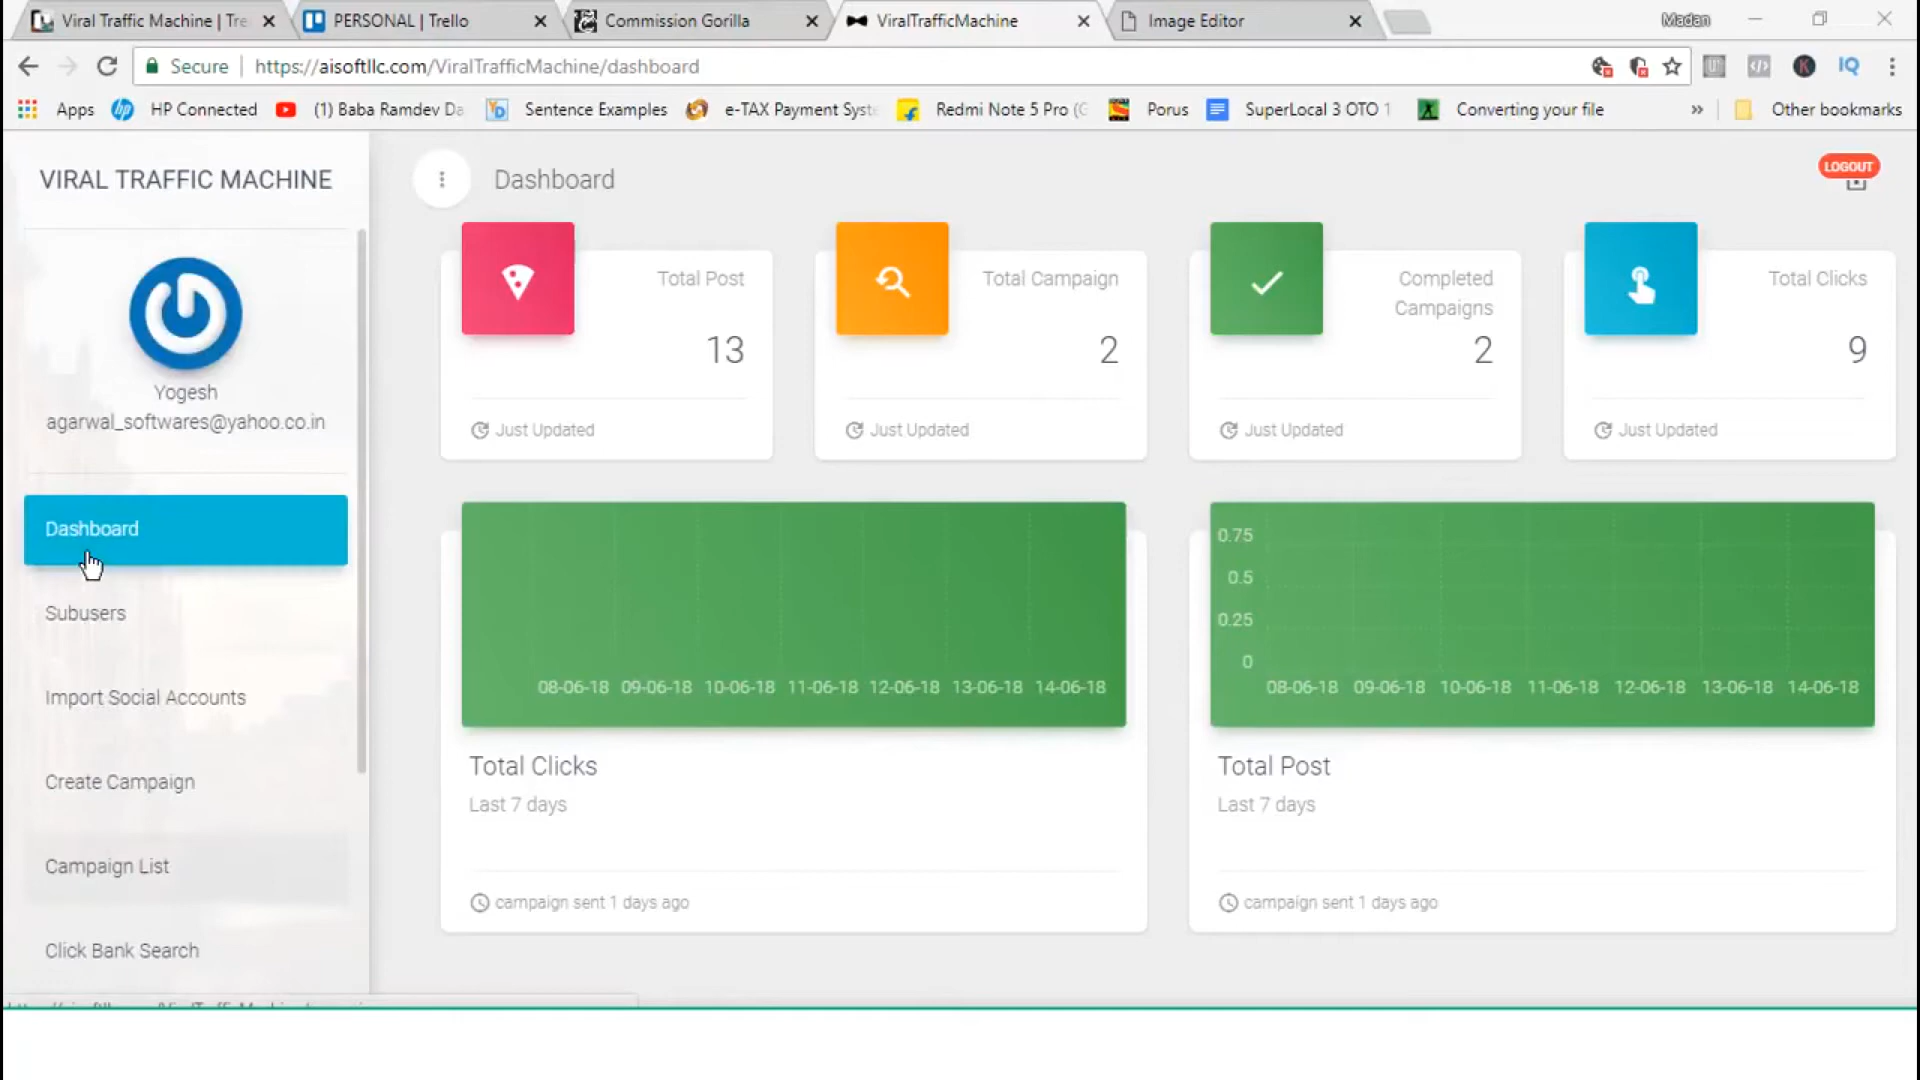 Viral Traffic Machine | Tre
PERSONAL | Trello
Commission Gorilla
ViralTrafficMachine
Image Editor
Madan
Secure
https://aisoftllc.com/ViralTrafficMachine/dashboard
IQ
Apps
HP Connected
(1) Baba Ramdev Da
Sentence Examples
e-TAX Payment Syst
Redmi Note 5 Pro (G
Porus
SuperLocal 3 OTO 1
Converting your file
»
Other bookmarks
VIRAL TRAFFIC MACHINE
Yogesh
agarwal_softwares@yahoo.co.in
Dashboard
Subusers
Import Social Accounts
Create Campaign
Campaign List
Click Bank Search
Dashboard
LOGOUT
Total Post
13
Just Updated
Total Campaign
2
Just Updated
Completed
Campaigns
2
Just Updated
Total Clicks
9
Just Updated
08-06-18 09-06-18 10-06-18 11-06-18 12-06-18 13-06-18 14-06-18
Total Clicks
Last 7 days
campaign sent 1 days ago
0.75
0.5
0.25
0
08-06-18 09-06-18 10-06-18 11-06-18 12-06-18 13-06-18 14-06-18
Total Post
Last 7 days
campaign sent 1 days ago